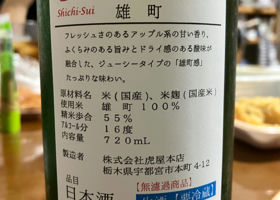 Shichi-Sui
雄町
フレッシュさのあるアップル系の甘い香り、
ふくらみのある旨みとドライ感のある酸味が
融合した、ジューシータイプの「雄町感」
たっぷりな味わい。
原材料名 米(国産)、米麹(国産米)
使用米 雄町 100%
精米歩合 55%
アルコール分 16度
内容量 720mL
製造者 株式会社虎屋本店
栃木県宇都宮市本町4-12
品目
日本酒
【無濾過商品】
【要冷蔵】